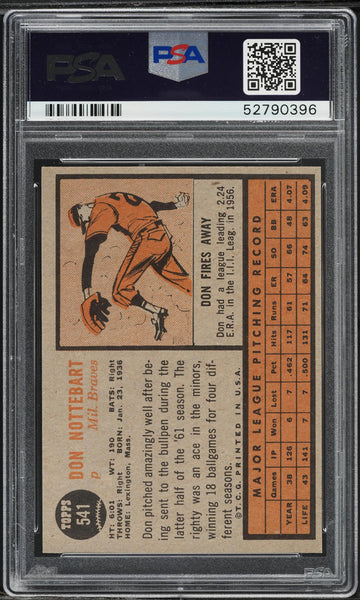 PSA
PSA
52790396
TOPPS
541
DON NOTTEBART
P Mil. Braves
HT: 6:01 WT: 190 BATS: Right
THROWS: Right BORN: Jan. 23, 1936
HOME: Lexington, Mass.
Don pitched amazingly well after be-
ing sent to the bullpen during the
latter half of the '61 season. The
righty was an ace in the minors,
winning 18 ballgames for four dif-
ferent seasons.
©T.C.G. PRINTED IN U.S.A.
DON FIRES AWAY
Don had a league leading 2.24
E.R.A. in the I.I.I. Leag. in 1956.
MAJOR LEAGUE PITCHING RECORD
Games IP Won Lost Pct Hits Runs ER SO BB ERA
YEAR 38 126 6 7 .462 117 61 57 66 48 4.07
LIFE 43 141 7 7 .500 131 71 64 74 63 4.09